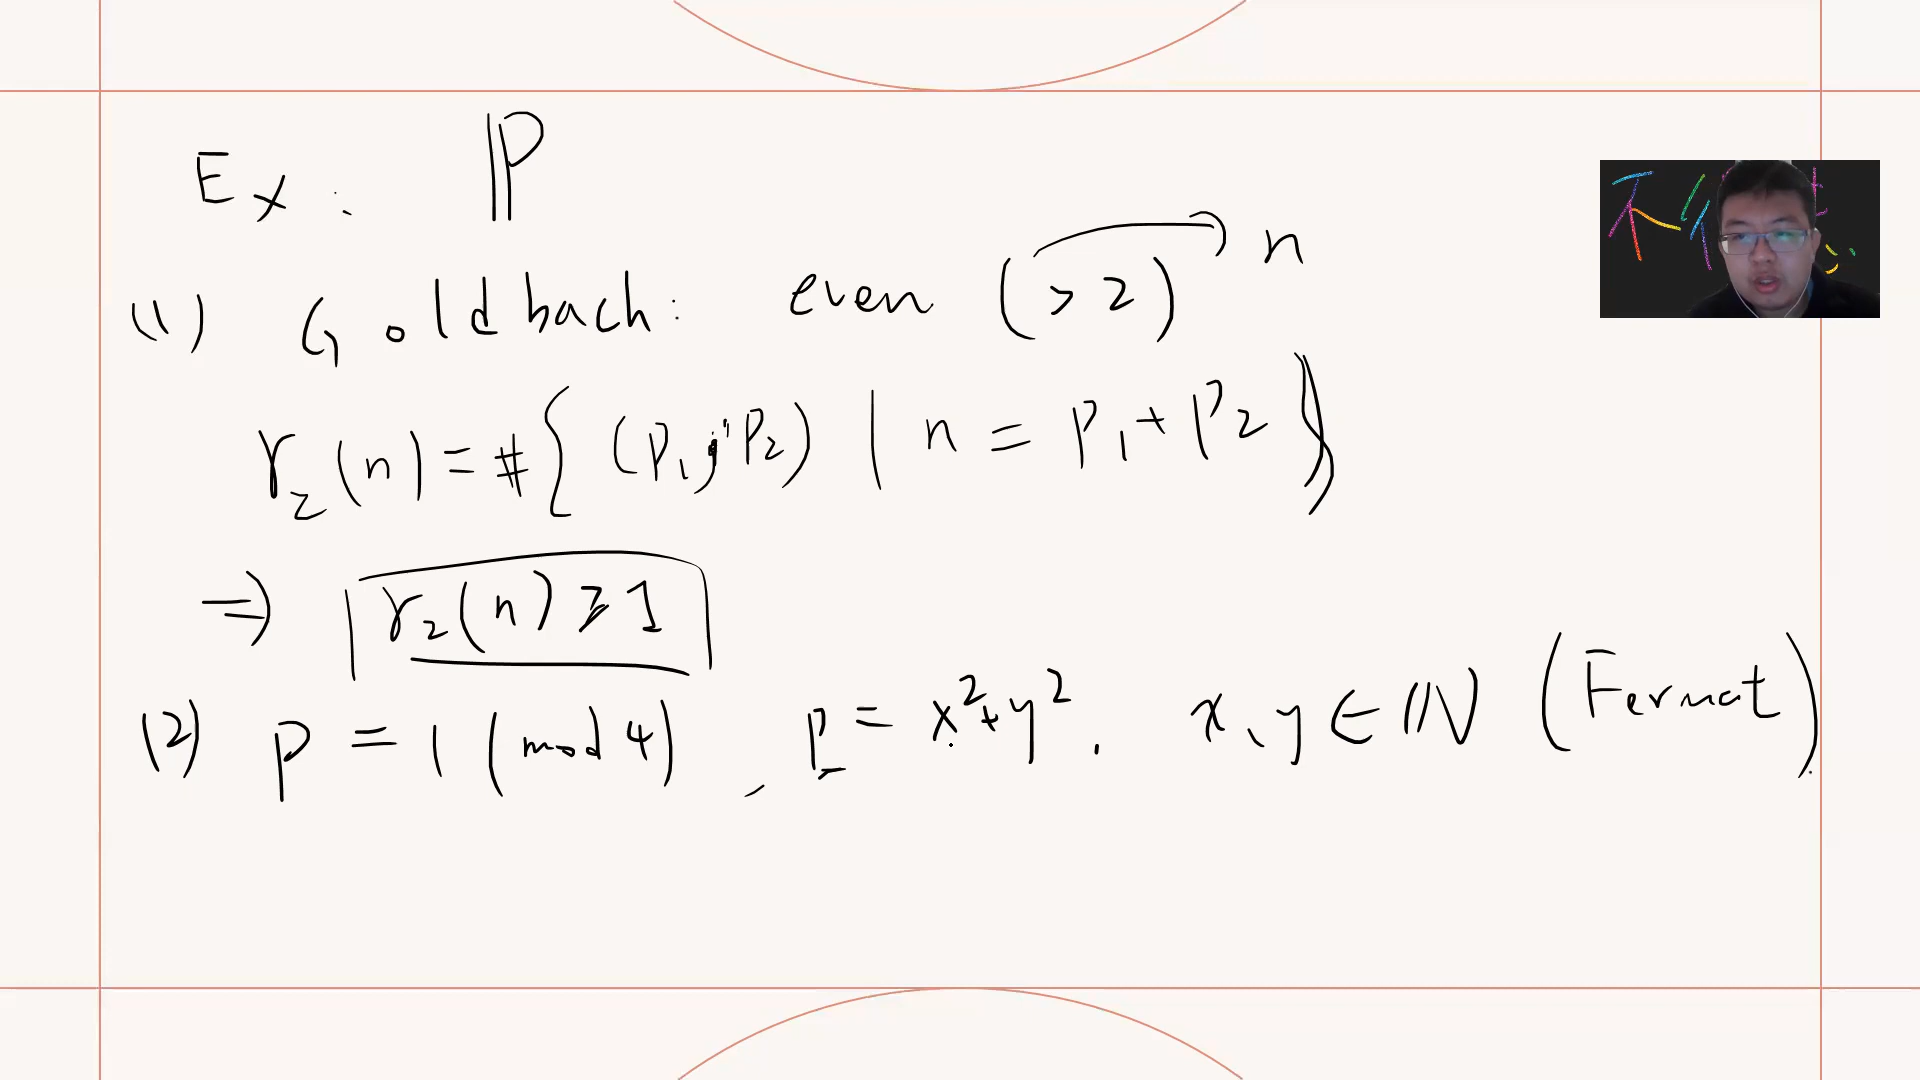 Ex: ℙ
(1) Goldbach: even (>2) n
r₂(n) = #{ (p₁, p₂) | n = p₁ + p₂ }
⇒ r₂(n) ≥ 1
(2) p = 1 (mod 4), p = x² + y². x, y ∈ ℕ (Fermat)
不